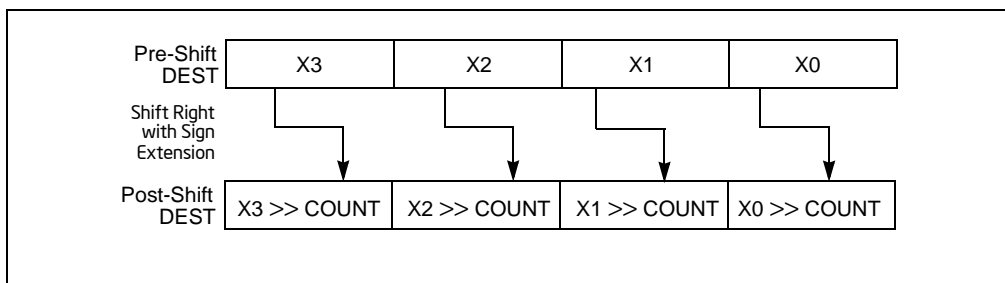 Pre-Shift
DEST
X3 X2 X1 X0
Shift Right
with Sign
Extension
Post-Shift
DEST
X3 >> COUNT X2 >> COUNT X1 >> COUNT X0 >> COUNT